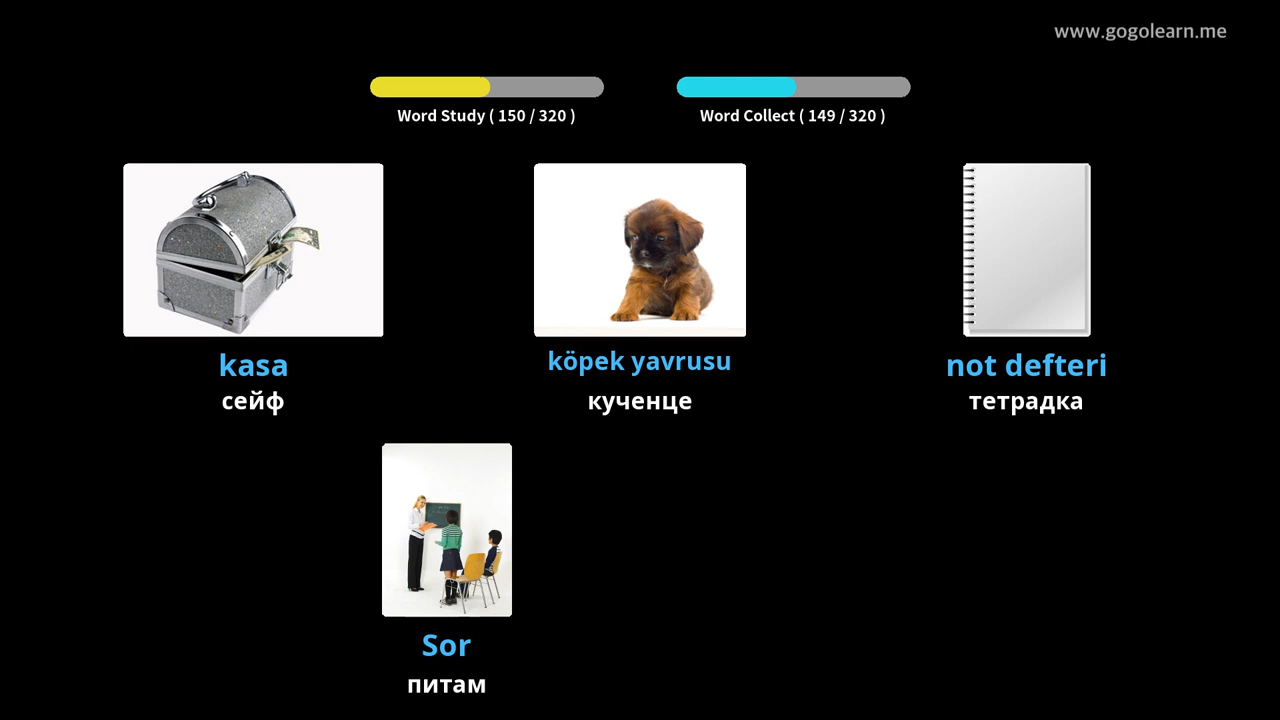 www.gogolearn.me
Word Study ( 150 / 320 )
Word Collect ( 149 / 320 )
kasa
сейф
köpek yavrusu
кученце
not defteri
тетрадка
Sor
питам